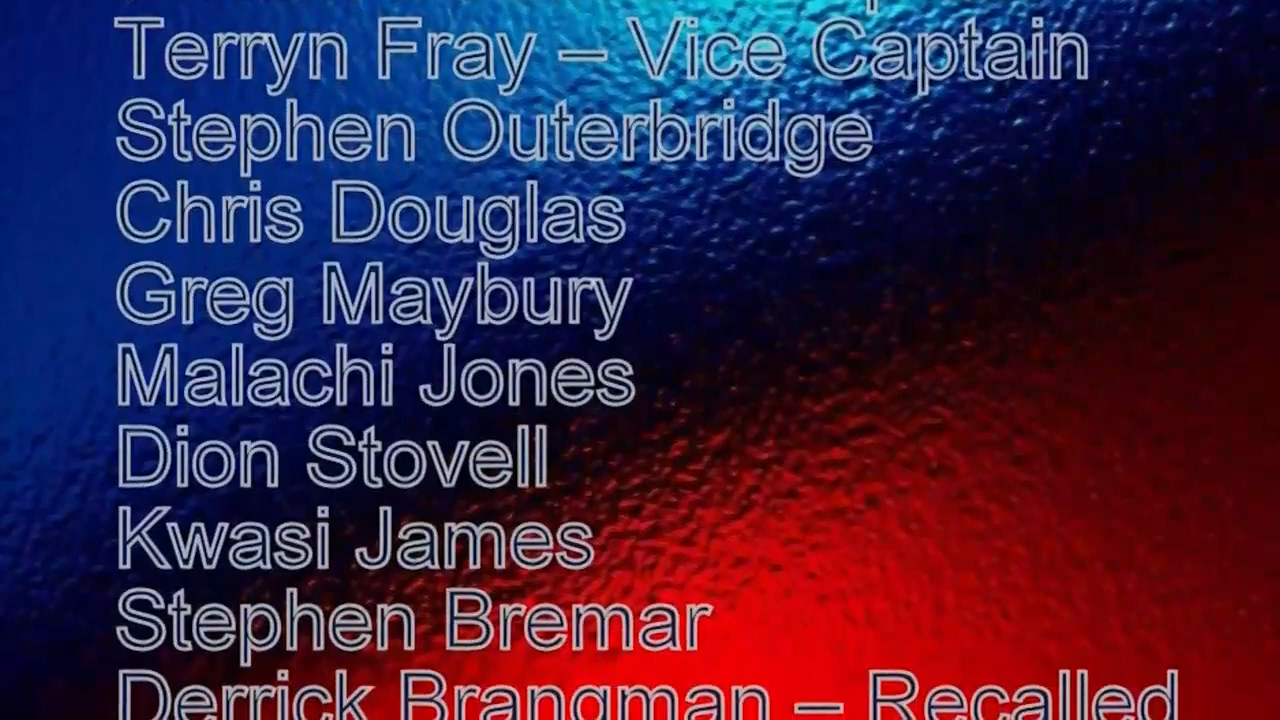 Terryn Fray – Vice Captain
Stephen Outerbridge
Chris Douglas
Greg Maybury
Malachi Jones
Dion Stovell
Kwasi James
Stephen Bremar
Derrick Brangman – Recalled